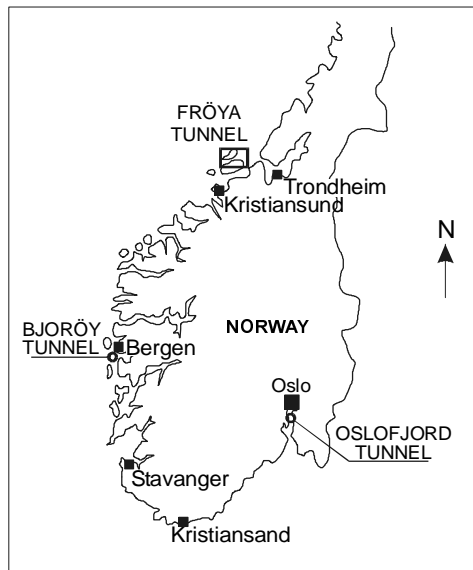 FRÖYA
TUNNEL
Trondheim
Kristiansund
N
NORWAY
BJORÖY
TUNNEL
Bergen
Oslo
OSLOFJORD
TUNNEL
Stavanger
Kristiansand